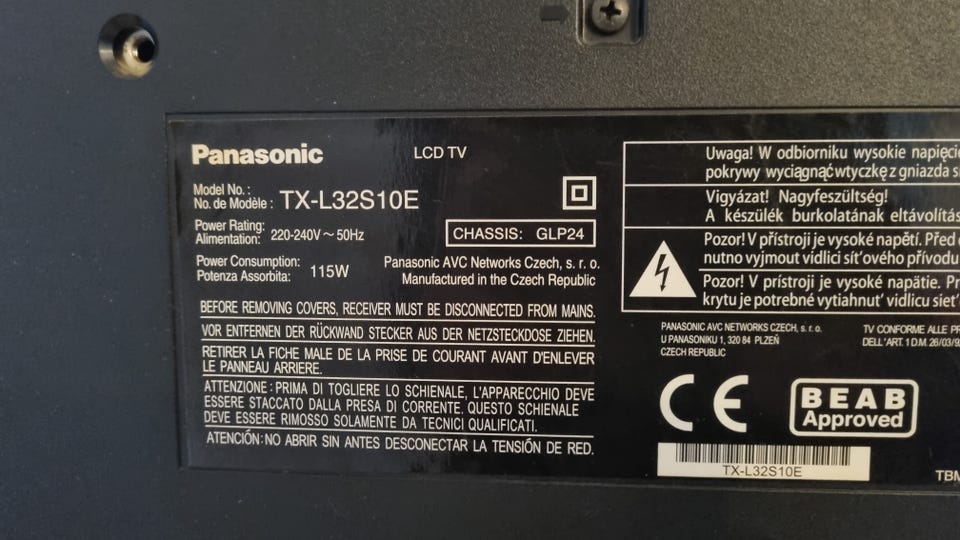 Panasonic
LCD TV
Model No. :
No. de Modèle : TX-L32S10E
Power Rating:
Alimentation: 220-240V ~ 50Hz
CHASSIS: GLP24
Power Consumption:
Potenza Assorbita: 115W
Panasonic AVC Networks Czech, s. r. o.
Manufactured in the Czech Republic
BEFORE REMOVING COVERS, RECEIVER MUST BE DISCONNECTED FROM MAINS.
VOR ENTFERNEN DER RÜCKWAND STECKER AUS DER NETZSTECKDOSE ZIEHEN.
RETIRER LA FICHE MALE DE LA PRISE DE COURANT AVANT D'ENLEVER
LE PANNEAU ARRIERE.
ATTENZIONE: PRIMA DI TOGLIERE LO SCHIENALE, L'APPARECCHIO DEVE
ESSERE STACCATO DALLA PRESA DI CORRENTE. QUESTO SCHIENALE
DEVE ESSERE RIMOSSO SOLAMENTE DA TECNICI QUALIFICATI.
ATENCIÓN: NO ABRIR SIN ANTES DESCONECTAR LA TENSIÓN DE RED.
Uwaga! W odbiorniku wysokie napięcie
pokrywy wyciągnąć wtyczkę z gniazda
Vigyázat! Nagyfeszültség!
A készülék burkolatának eltávolítás
Pozor! V přístroji je vysoké napětí. Před
nutno vyjmout vidlici síťového přívodu
Pozor! V prístroji je vysoké napätie.
krytu je potrebné vytiahnuť vidlicu sieť
PANASONIC AVC NETWORKS CZECH, s. r. o.
U PANASONIKU 1, 320 84 PLZEŇ
CZECH REPUBLIC
TV CONFORME ALLE
DELL'ART. 1 D.M. 26/03/9
CE
BEAB
Approved
TX-L32S10E
TBM